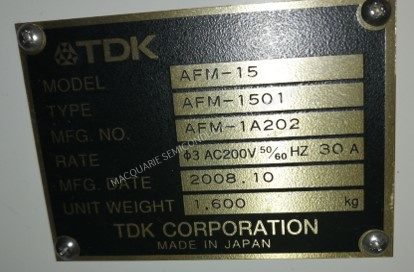 TDK
MODEL AFM-15
TYPE AFM-1501
MFG. NO. AFM-1A202
RATE Φ3 AC200V 50/60 HZ 30 A
MFG. DATE 2008.10
UNIT WEIGHT 1,600 kg
TDK CORPORATION
MADE IN JAPAN